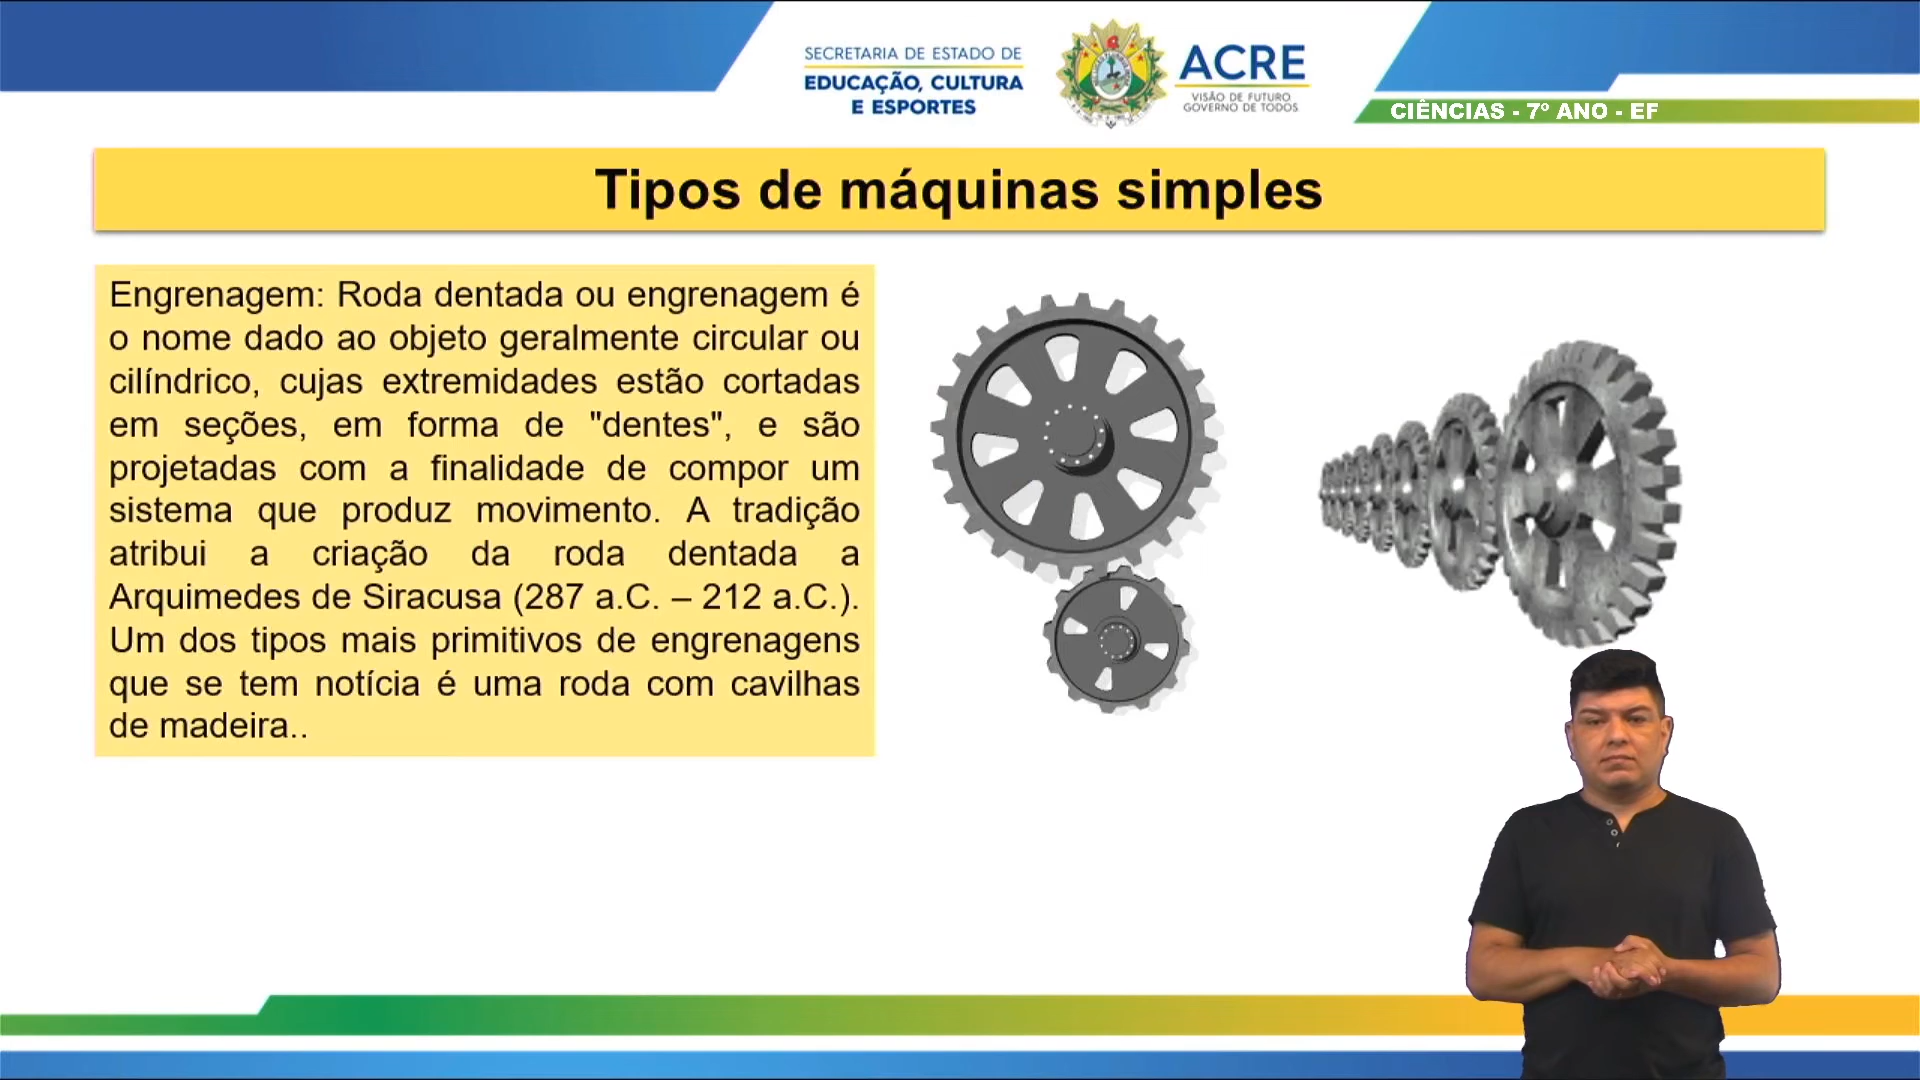 SECRETARIA DE ESTADO DE
EDUCAÇÃO, CULTURA
E ESPORTES
ACRE
VISÃO DE FUTURO
GOVERNO DE TODOS
CIÊNCIAS - 7º ANO - EF
Tipos de máquinas simples
Engrenagem: Roda dentada ou engrenagem é
o nome dado ao objeto geralmente circular ou
cilíndrico, cujas extremidades estão cortadas
em seções, em forma de "dentes", e são
projetadas com a finalidade de compor um
sistema que produz movimento. A tradição
atribui a criação da roda dentada a
Arquimedes de Siracusa (287 a.C. – 212 a.C.).
Um dos tipos mais primitivos de engrenagens
que se tem notícia é uma roda com cavilhas
de madeira..